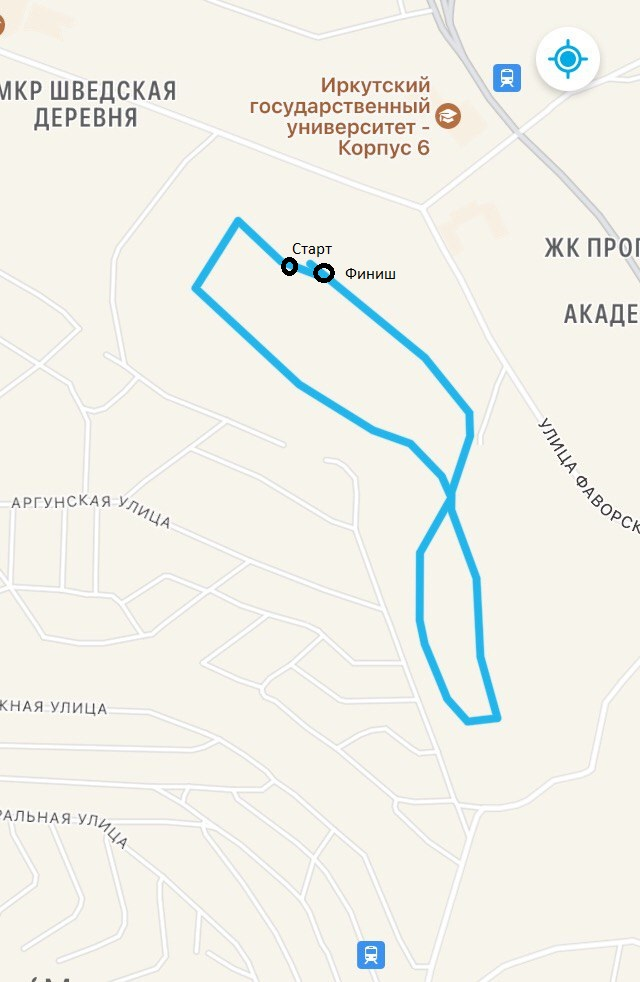 МКР ШВЕДСКАЯ
ДЕРЕВНЯ
Иркутский
государственный
университет -
Корпус 6
Старт
Финиш
ЖК ПРОГ
АКАДЕ
УЛИЦА ФАВОРСК
АРГУНСКАЯ УЛИЦА
ЖНАЯ УЛИЦА
РАЛЬНАЯ УЛИЦА